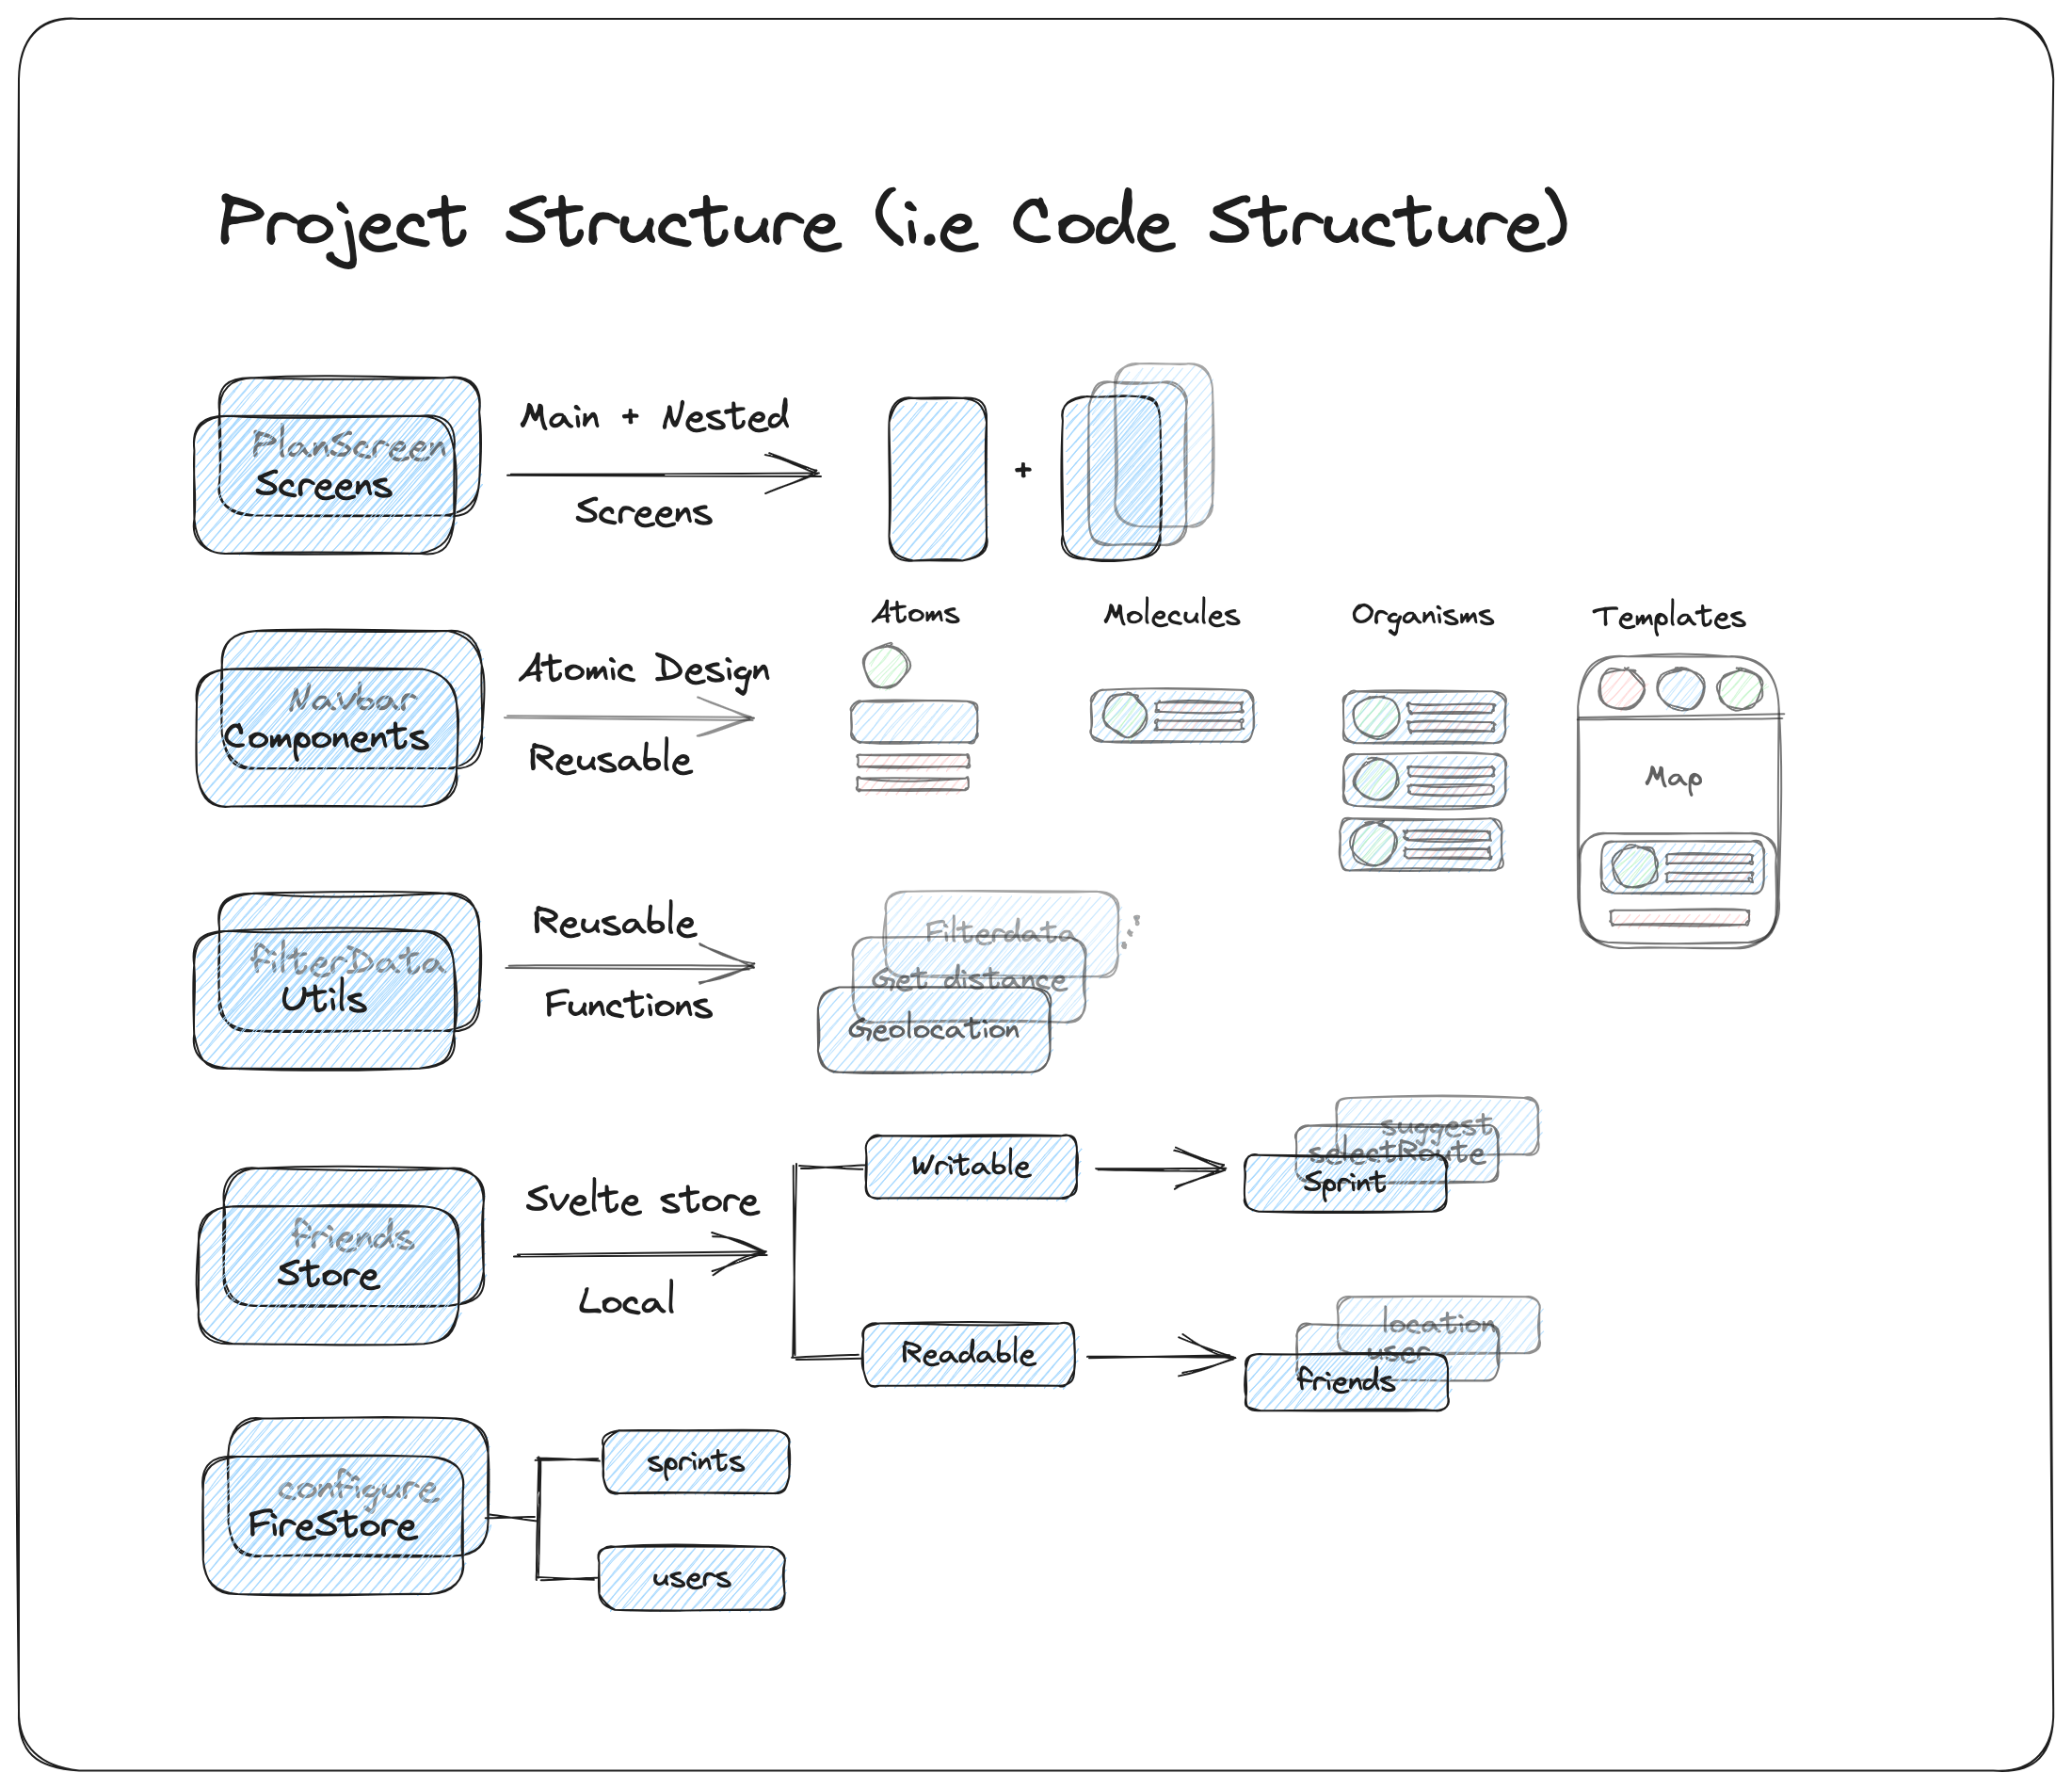 Project Structure (i.e Code Structure)
PlanScreen
Screens
Main + Nested
Screens
+
Navbar
Components
Atomic Design
Reusable
Atoms
Molecules
Organisms
Templates
Map
filterData
Utils
Reusable
Functions
Filterdata
Get distance
Geolocation
friends
Store
Svelte store
Local
Writable
suggest
selectRoute
Sprint
Readable
location
user
friends
configure
FireStore
sprints
users